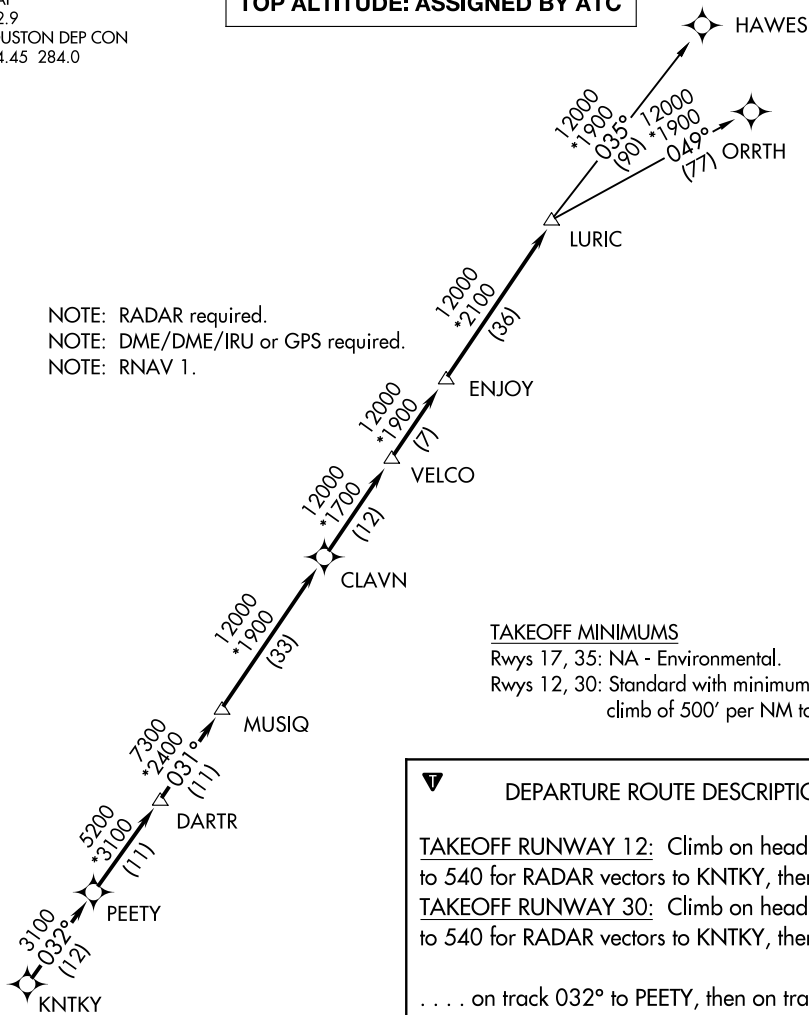 2.9
USTON DEP CON
4.45 284.0
TOP ALTITUDE: ASSIGNED BY ATC
HAWES
12000
*1900
035°
(90)
12000
*1900
049°
(77)
ORRTH
LURIC
NOTE: RADAR required.
NOTE: DME/DME/IRU or GPS required.
NOTE: RNAV 1.
12000
*2100
(36)
ENJOY
12000
*1900
(7)
VELCO
12000
*1700
(12)
CLAVN
12000
*1900
(33)
TAKEOFF MINIMUMS
Rwys 17, 35: NA - Environmental.
Rwys 12, 30: Standard with minimum
climb of 500' per NM to
MUSIQ
7300
*2400
031°
(11)
DARTR
5200
*3100
(11)
PEETY
3100
032°
(12)
KNTKY
T
DEPARTURE ROUTE DESCRIPTIO
TAKEOFF RUNWAY 12: Climb on head
to 540 for RADAR vectors to KNTKY, then
TAKEOFF RUNWAY 30: Climb on head
to 540 for RADAR vectors to KNTKY, then
. . . . on track 032° to PEETY, then on tra